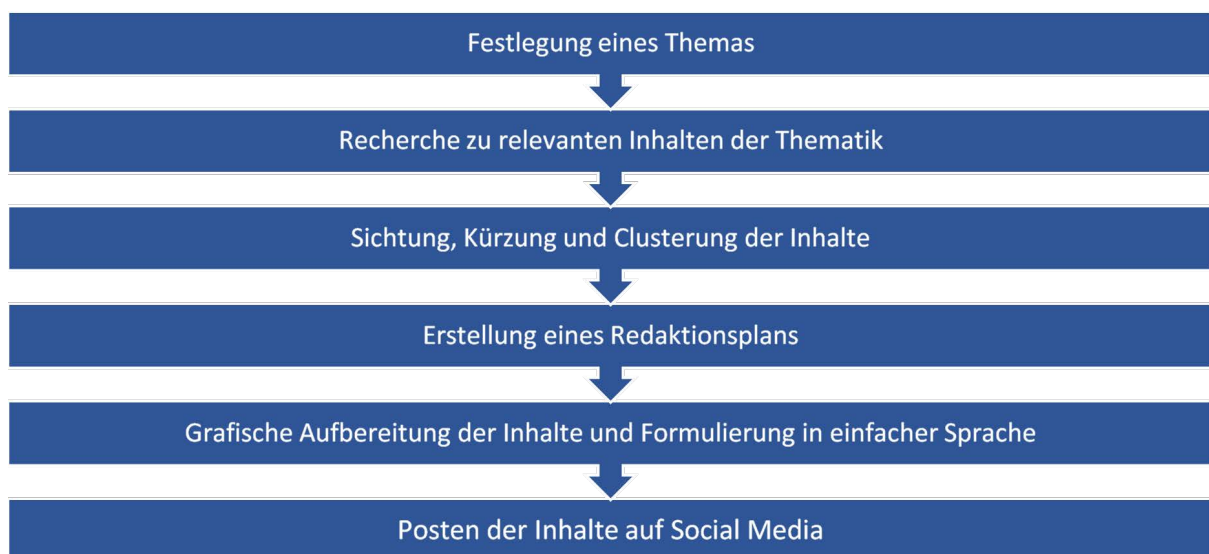 Festlegung eines Themas
Recherche zu relevanten Inhalten der Thematik
Sichtung, Kürzung und Clusterung der Inhalte
Erstellung eines Redaktionsplans
Grafische Aufbereitung der Inhalte und Formulierung in einfacher Sprache
Posten der Inhalte auf Social Media